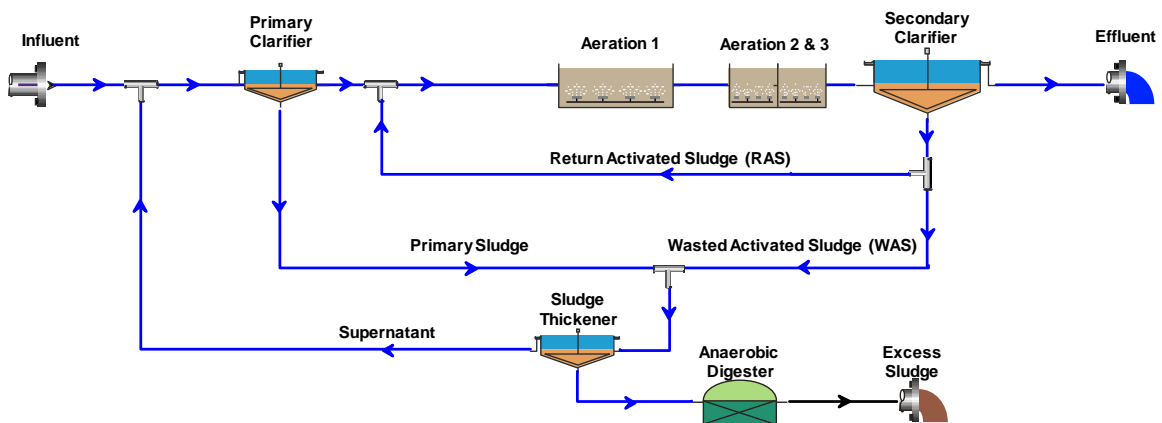 Influent
Primary
Clarifier
Aeration 1
Aeration 2 & 3
Secondary
Clarifier
Effluent
Return Activated Sludge (RAS)
Primary Sludge
Wasted Activated Sludge (WAS)
Sludge
Thickener
Supernatant
Anaerobic
Digester
Excess
Sludge